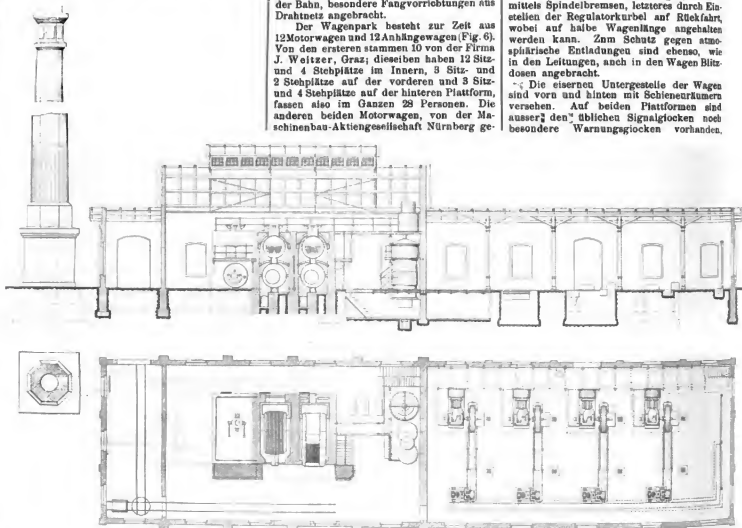 der Bahn, besondere Fangvorrichtungen aus
Drahtnetz angebracht.
Der Wagenpark besteht zur Zeit aus
12 Motorwagen und 12 Anhängewagen (Fig. 6).
Von den ersteren stammen 10 von der Firma
J. Weitzer, Graz; dieselben haben 12 Sitz-
und 4 Stehplätze im Innern, 3 Sitz- und
2 Stehplätze auf der vorderen und 3 Sitz-
und 4 Stehplätze auf der hinteren Plattform,
fassen also im Ganzen 28 Personen. Die
anderen beiden Motorwagen, von der Ma-
schinenbau-Aktiengesellschaft Nürnberg ge-
mittels Spindelbremsen, letzteres durch Ein-
stellen der Regulatorkurbel auf Rückfahrt,
wobei auf halbe Wagenlänge angehalten
werden kann. Zum Schutz gegen atmo-
sphärische Entladungen sind ebenso, wie
in den Leitungen, auch in den Wagen Blitz-
dosen angebracht.
Die eisernen Untergestelle der Wagen
sind vorn und hinten mit Schienenräumern
versehen. Auf beiden Plattformen sind
ausser den üblichen Signalglocken noch
besondere Warnungsglocken vorhanden,